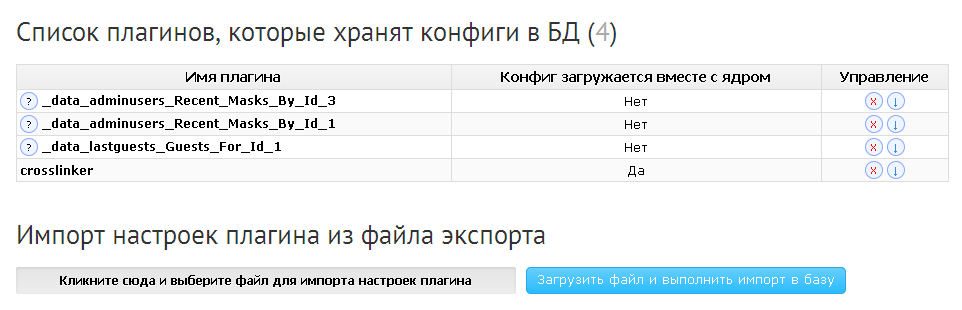 Список плагинов, которые хранят конфиги в БД (4)
Имя плагина Конфиг загружается вместе с ядром Управление
? _data_adminusers_Recent_Masks_By_Id_3 Нет x ↓
? _data_adminusers_Recent_Masks_By_Id_1 Нет x ↓
? _data_lastguests_Guests_For_Id_1 Нет x ↓
crosslinker Да x ↓
Импорт настроек плагина из файла экспорта
Кликните сюда и выберите файл для импорта настроек плагина Загрузить файл и выполнить импорт в базу